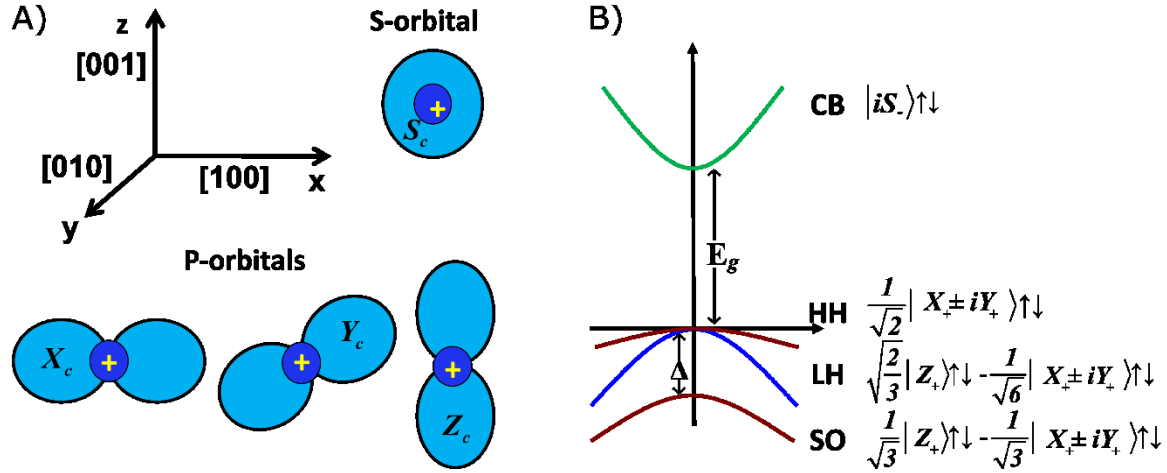 A)
z
[001]
[010]
[100]
x
y
S-orbital
+
S_c
P-orbitals
X_c +
+ Y_c
+
Z_c
B)
CB |iS_-⟩↑↓
E_g
HH 1/√2 | X_+ ± iY_+ ⟩↑↓
Δ
LH √2/3 | Z_+⟩↑↓ - 1/√6 | X_+ ± iY_+ ⟩↑↓
SO 1/√3 | Z_+⟩↑↓ - 1/√3 | X_+ ± iY_+ ⟩↑↓